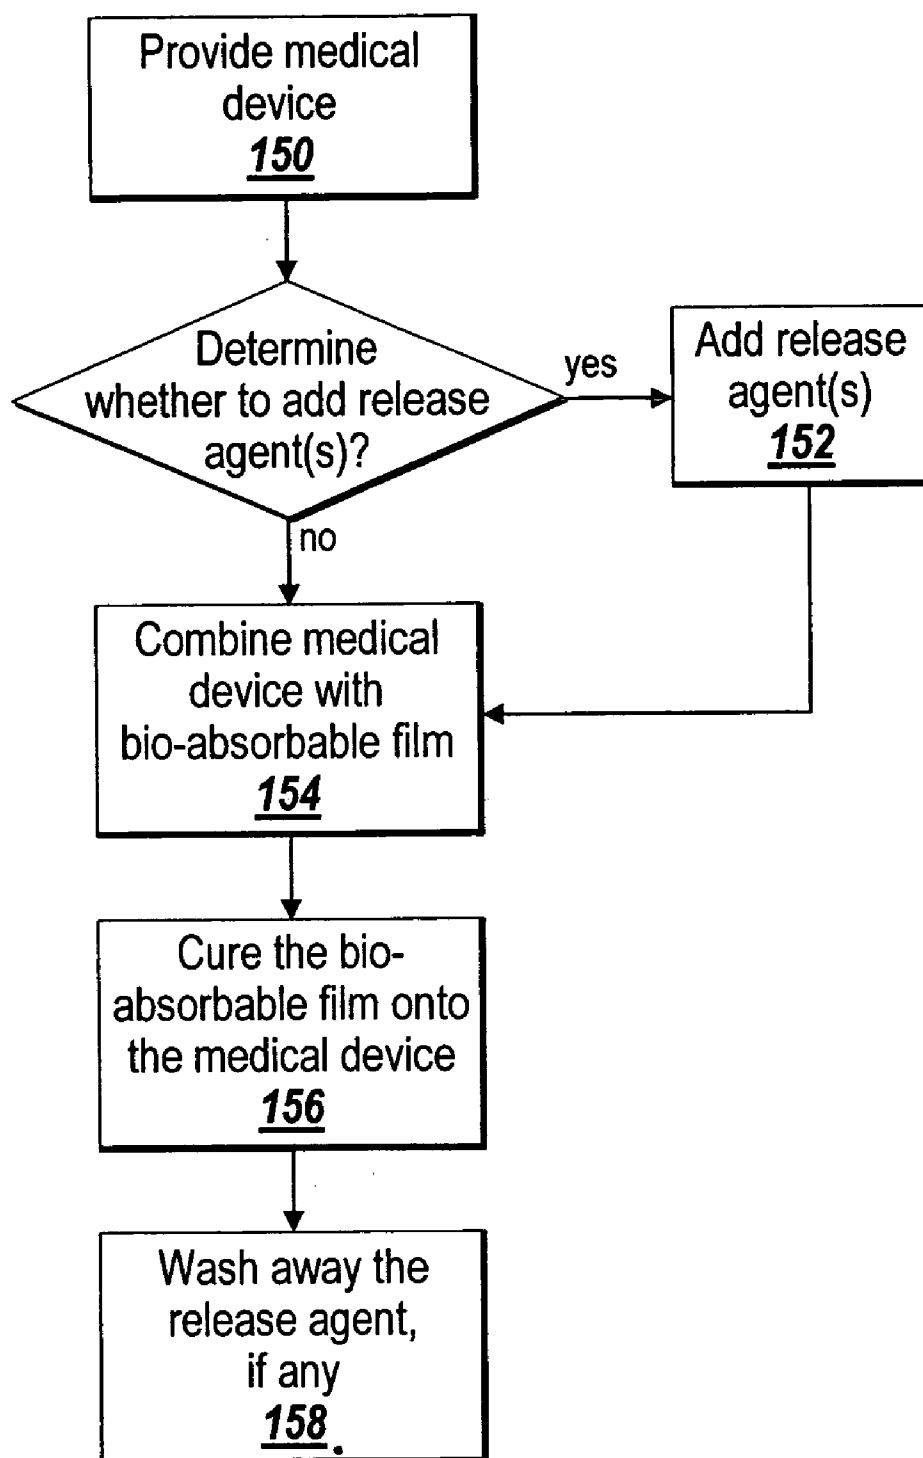 Provide medical
device
150
Determine
whether to add release
agent(s)?
yes
Add release
agent(s)
152
no
Combine medical
device with
bio-absorbable film
154
Cure the bio-
absorbable film onto
the medical device
156
Wash away the
release agent,
if any
158